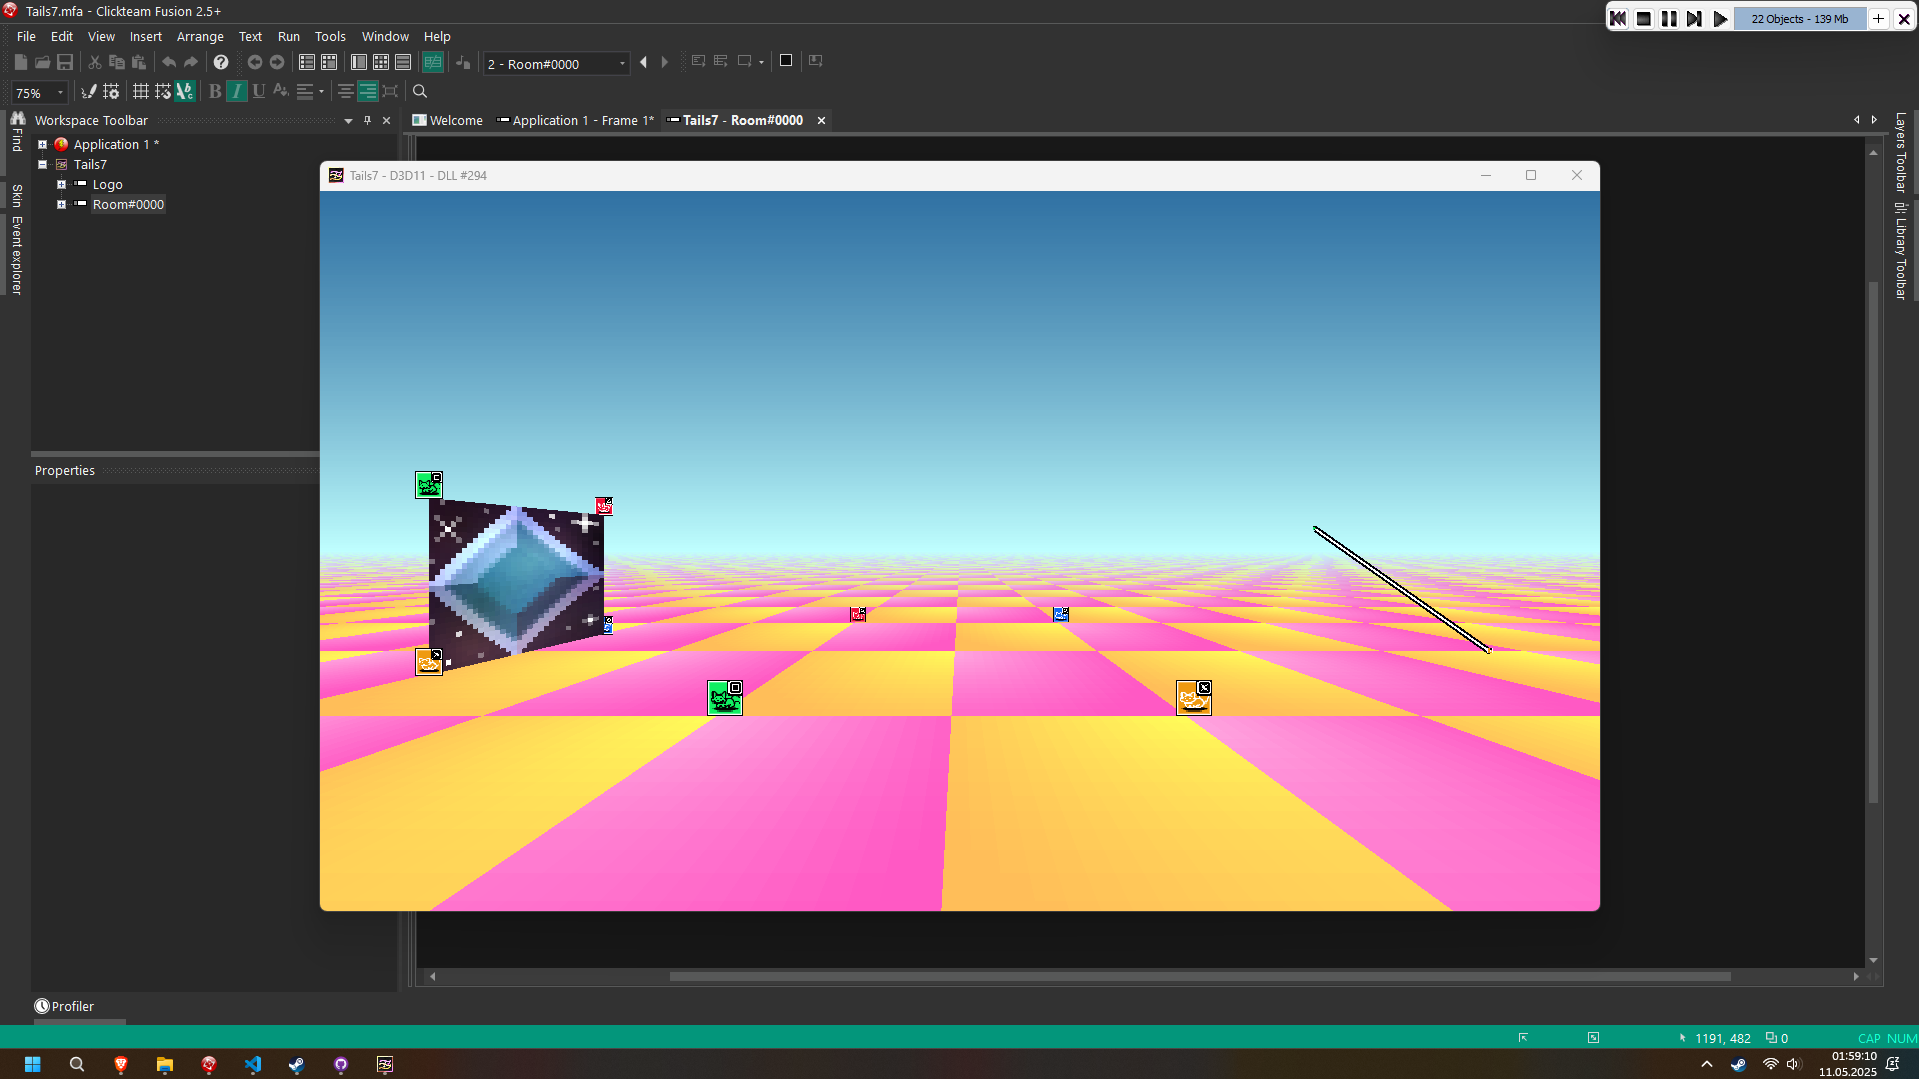 Tails7.mfa - Clickteam Fusion 2.5+
22 Objects - 139 Mb
File Edit View Insert Arrange Text Run Tools Window Help
2 - Room#0000
75%
B I U
Workspace Toolbar
Welcome
Application 1 - Frame 1*
Tails7 - Room#0000
Find
Skin
Event explorer
Application 1 *
Tails7
Logo
Room#0000
Tails7 - D3D11 - DLL #294
Layers Toolbar
Library Toolbar
Properties
Profiler
1191, 482
0
CAP NUM
01:59:10
11.05.2025